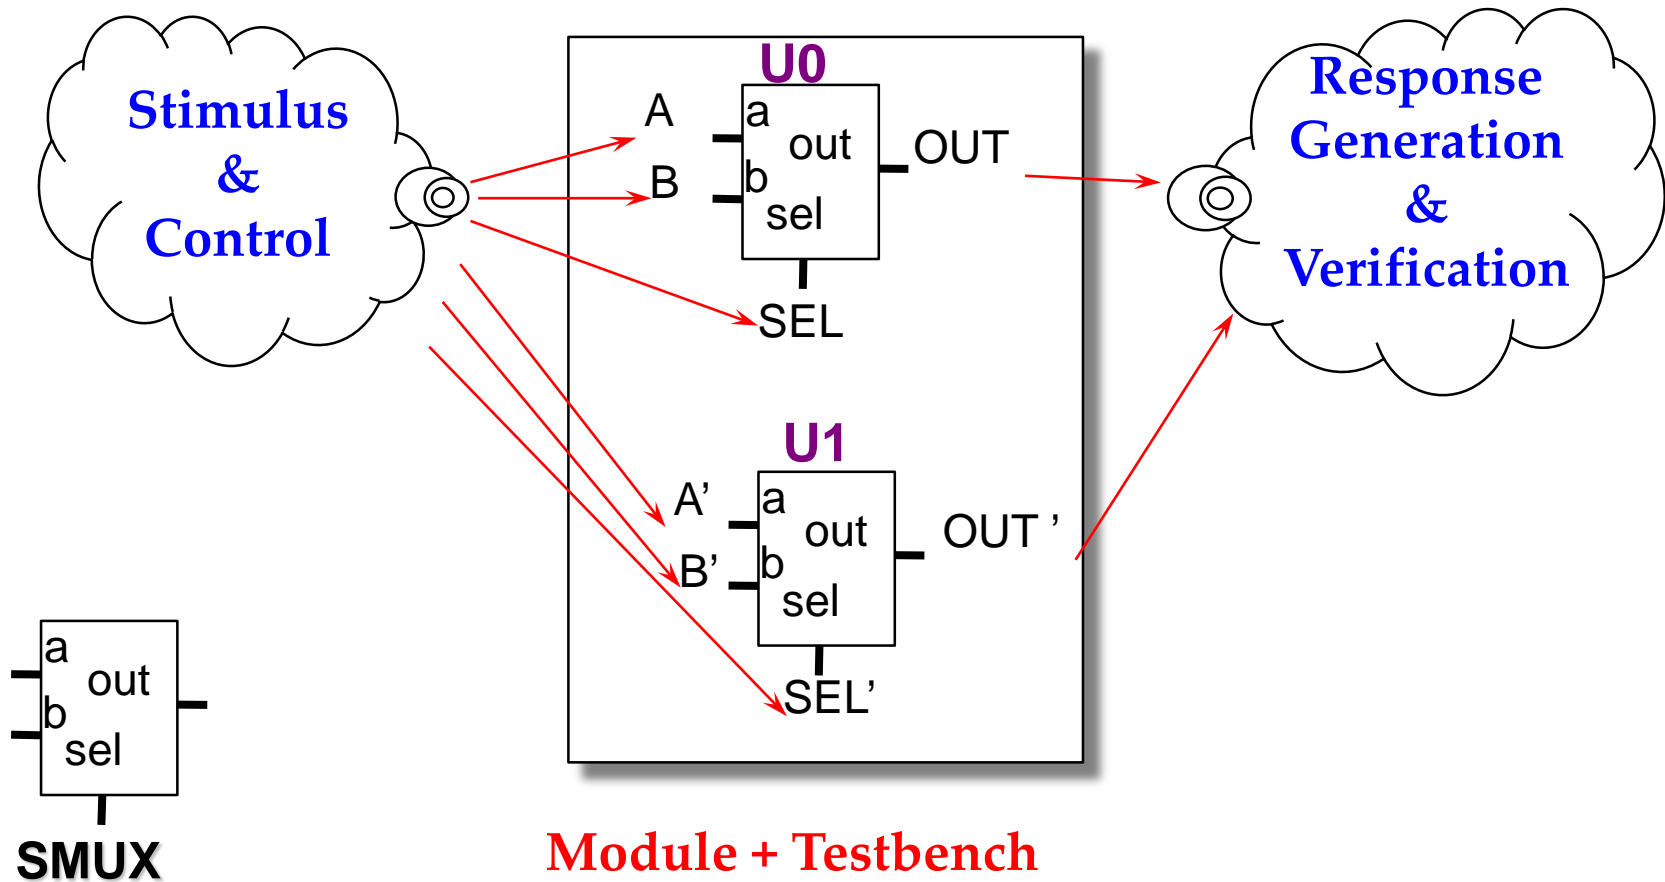 Stimulus
&
Control
U0
A
a
out
OUT
B
b
sel
SEL
U1
A’
a
out
OUT ’
B’
b
sel
SEL’
Response
Generation
&
Verification
a
out
b
sel
SMUX
Module + Testbench